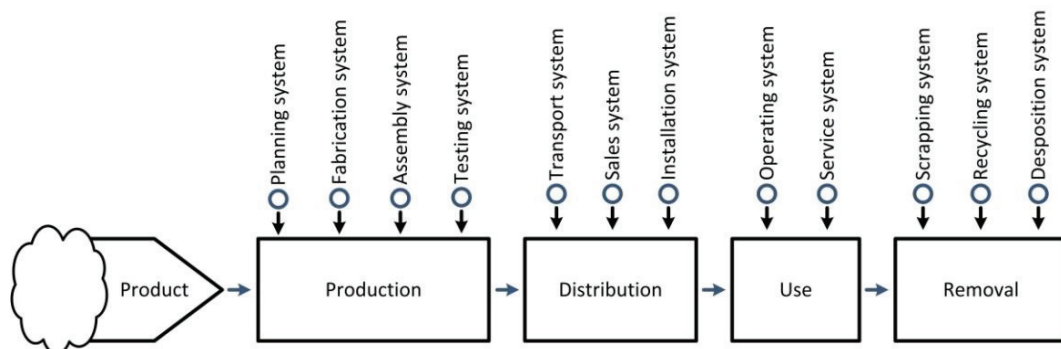 Planning system
Fabrication system
Assembly system
Testing system
Transport system
Sales system
Installation system
Operating system
Service system
Scrapping system
Recycling system
Desposition system
Product
Production
Distribution
Use
Removal